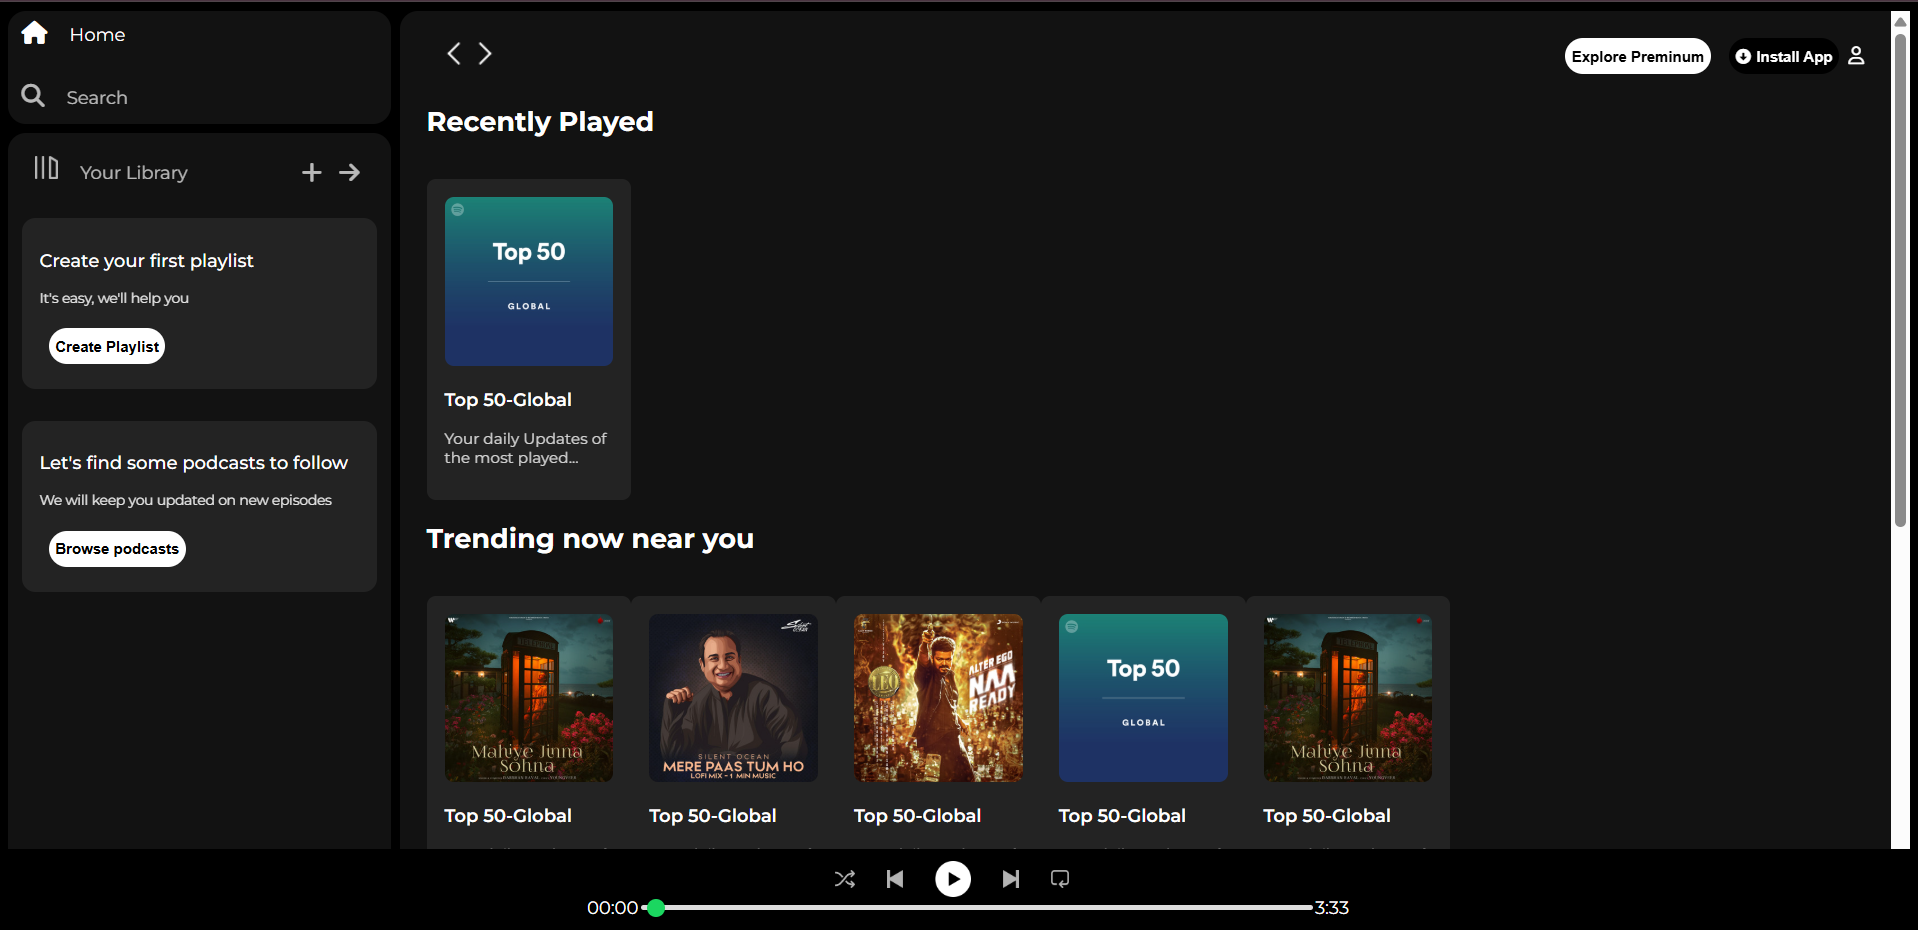 Home
Search
Your Library
Create your first playlist
It's easy, we'll help you
Create Playlist
Let's find some podcasts to follow
We will keep you updated on new episodes
Browse podcasts
Explore Preminum
Install App
Recently Played
Top 50
GLOBAL
Top 50-Global
Your daily Updates of
the most played...
Trending now near you
Mahiye Jinna
Sohna
SILENT OCEAN
MERE PAAS TUM HO
LOFI MIX - 1 MIN MUSIC
LEO
ALTER EGO
NAA
READY
Top 50
GLOBAL
Mahiye Jinna
Sohna
Top 50-Global
Top 50-Global
Top 50-Global
Top 50-Global
Top 50-Global
00:00
3:33